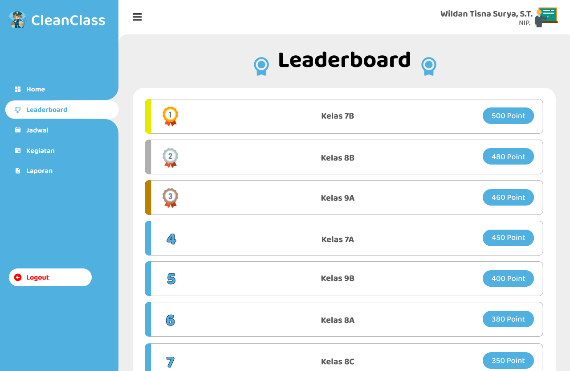 CleanClass
Wildan Tisna Surya, S.T.
NIP.
Home
Leaderboard
Jadwal
Kegiatan
Laporan
Logout
Leaderboard
1 Kelas 7B 500 Point
2 Kelas 8B 480 Point
3 Kelas 9A 460 Point
4 Kelas 7A 450 Point
5 Kelas 9B 400 Point
6 Kelas 8A 380 Point
7 Kelas 8C 350 Point